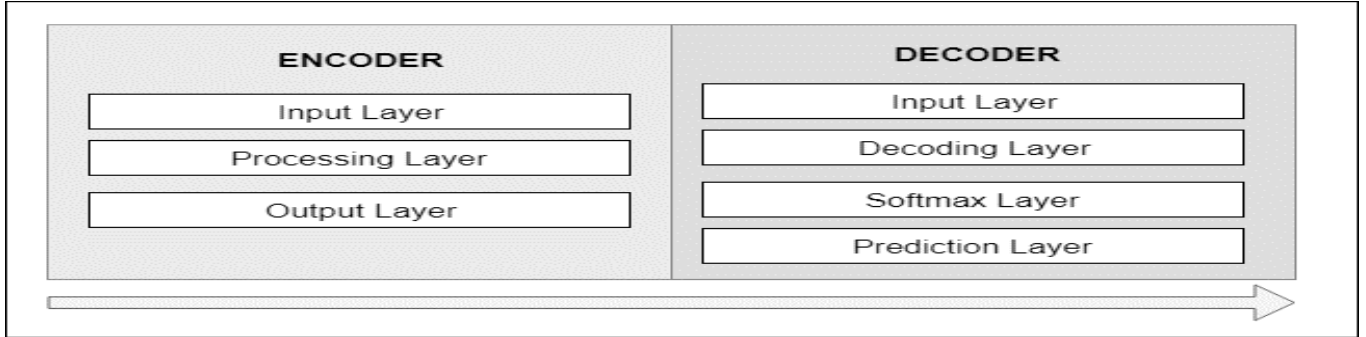 ENCODER
Input Layer
Processing Layer
Output Layer
DECODER
Input Layer
Decoding Layer
Softmax Layer
Prediction Layer